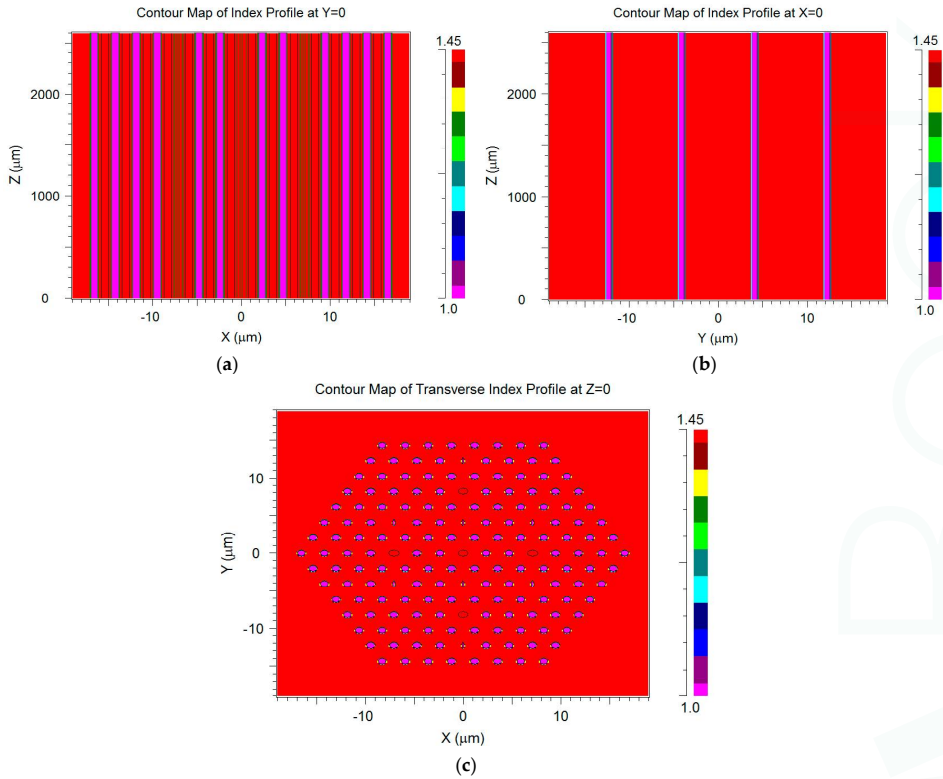 Contour Map of Index Profile at Y=0
1.45
2000
1000
0
Z (μm)
-10
0
10
X (μm)
1.0
(a)
Contour Map of Index Profile at X=0
1.45
2000
1000
0
Z (μm)
-10
0
10
Y (μm)
1.0
(b)
Contour Map of Transverse Index Profile at Z=0
1.45
10
0
-10
Y (μm)
-10
0
10
X (μm)
1.0
(c)